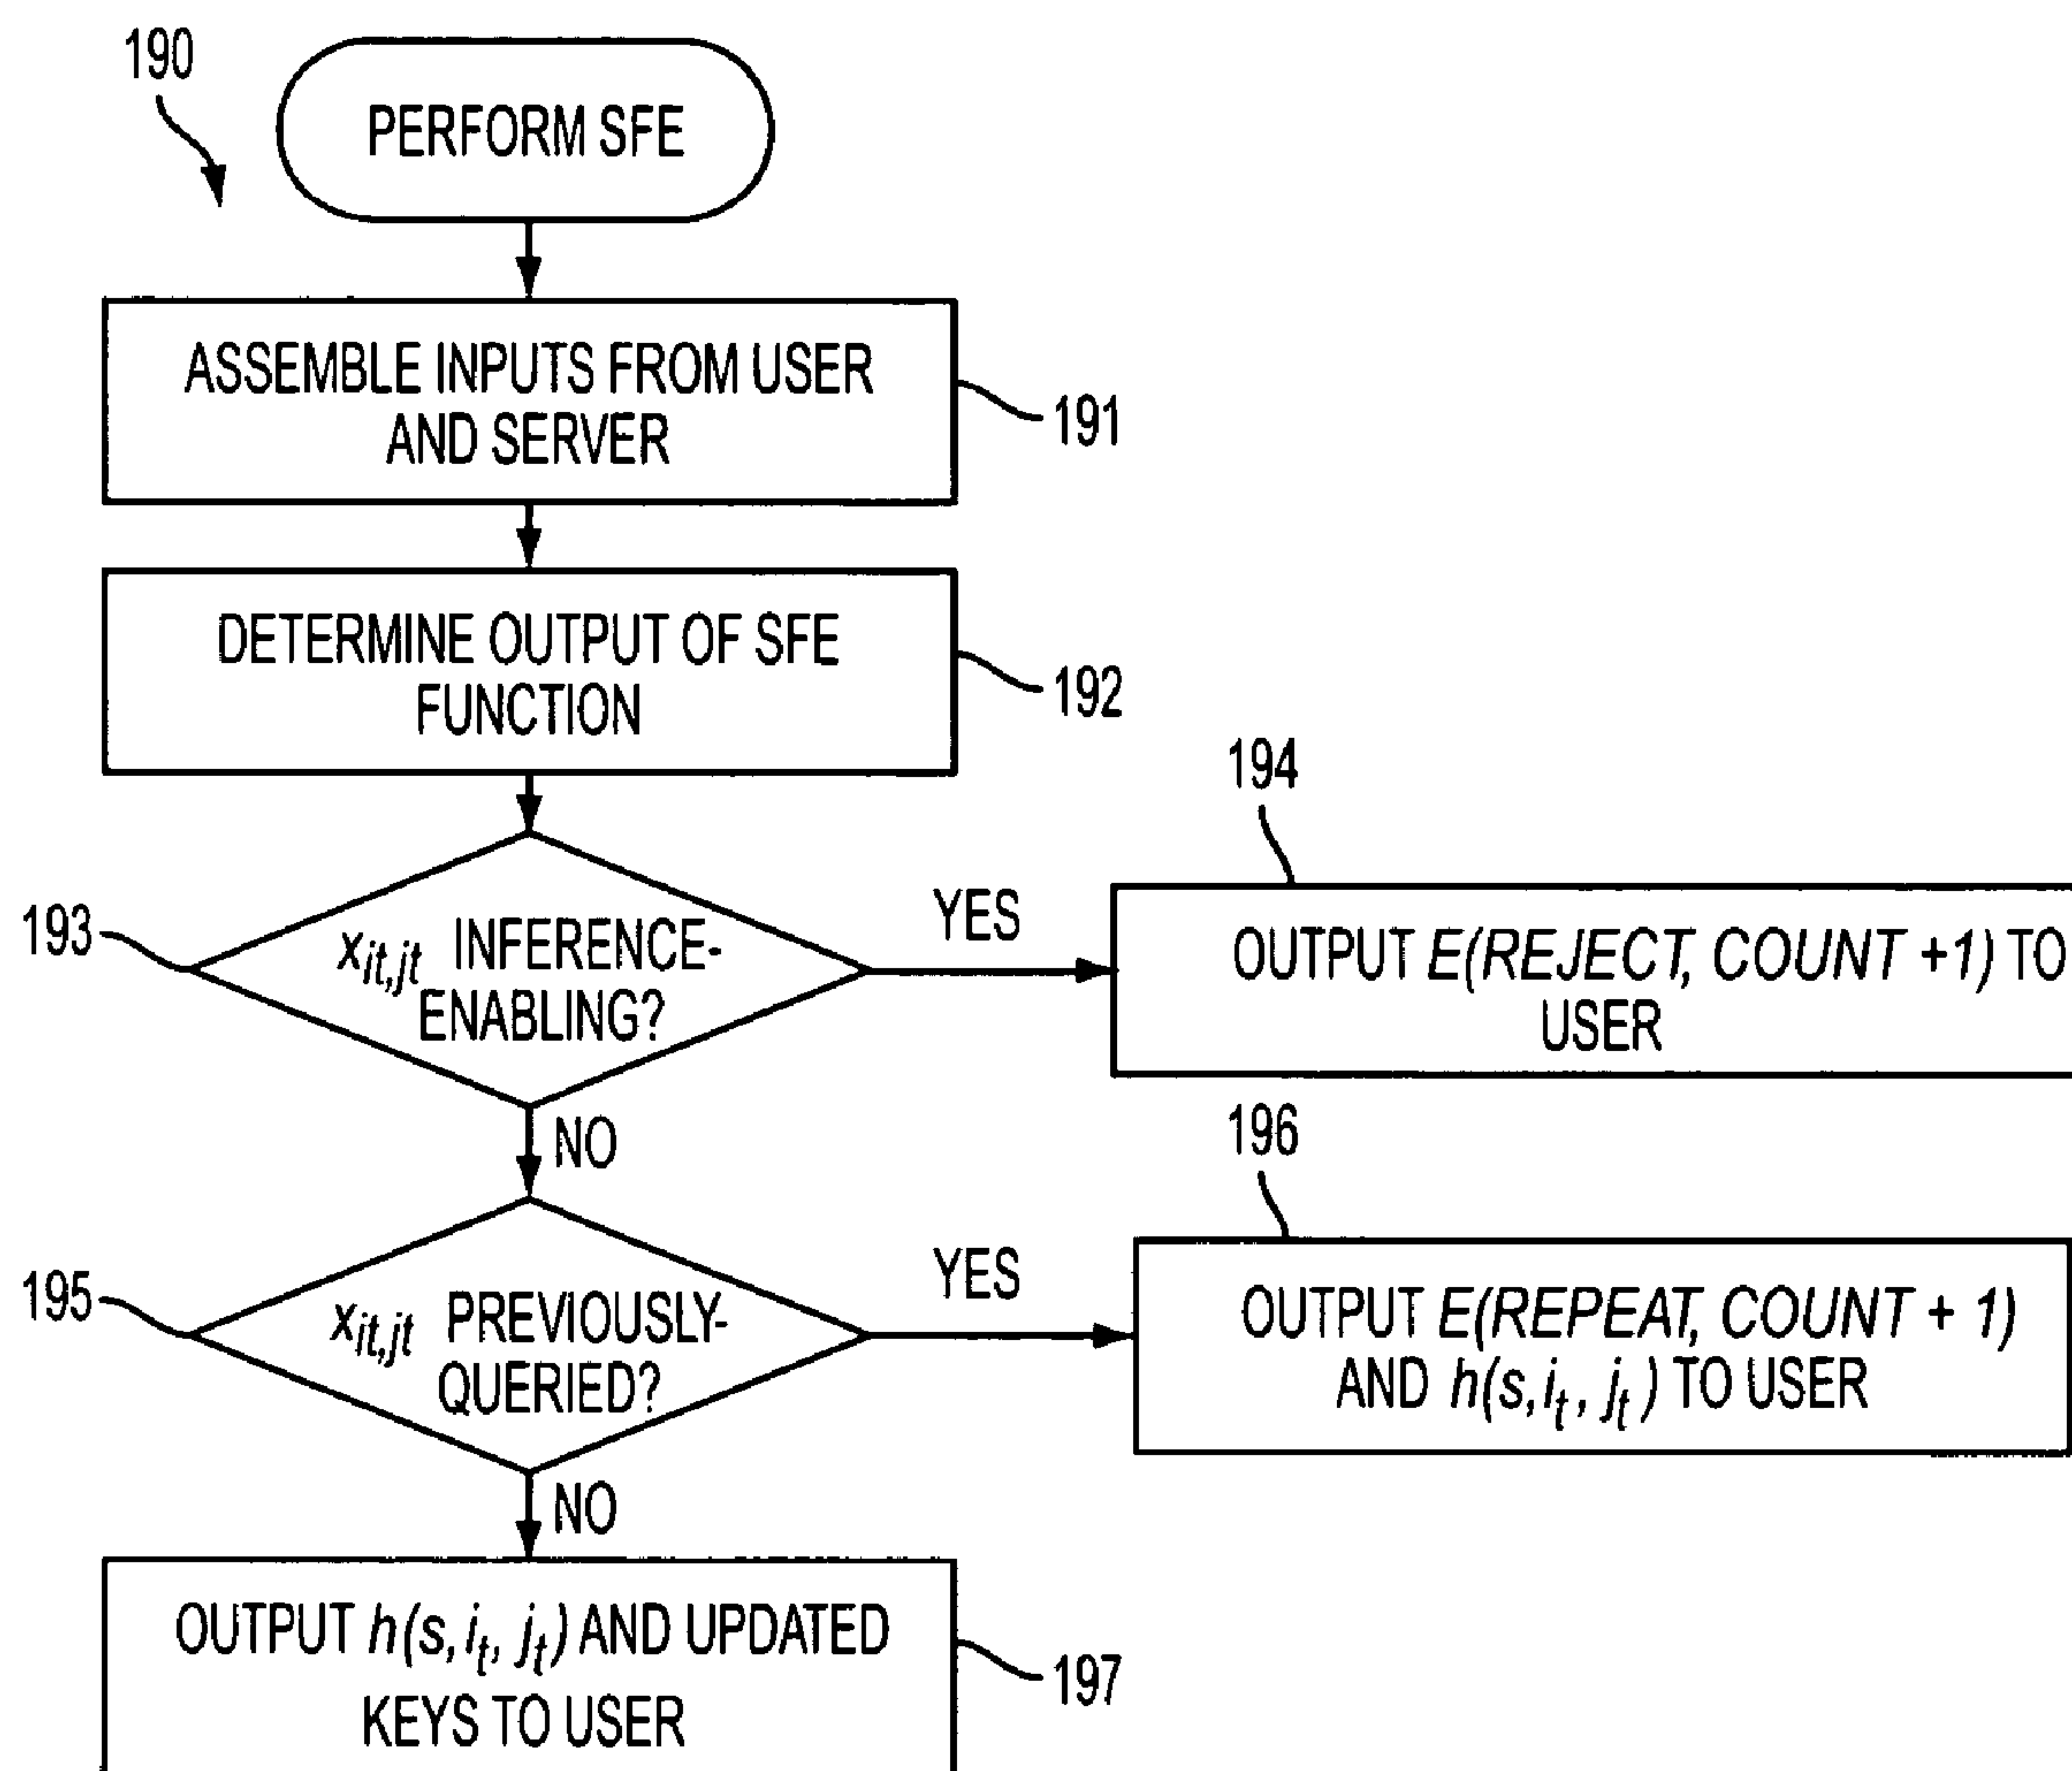 190
PERFORM SFE
ASSEMBLE INPUTS FROM USER
AND SERVER
191
DETERMINE OUTPUT OF SFE
FUNCTION
192
193
x_{it,jt} INFERENCE-
ENABLING?
YES
194
OUTPUT E(REJECT, COUNT +1) TO
USER
NO
195
x_{it,jt} PREVIOUSLY-
QUERIED?
YES
196
OUTPUT E(REPEAT, COUNT + 1)
AND h(s, i_t, j_t) TO USER
NO
OUTPUT h(s, i_t, j_t) AND UPDATED
KEYS TO USER
197